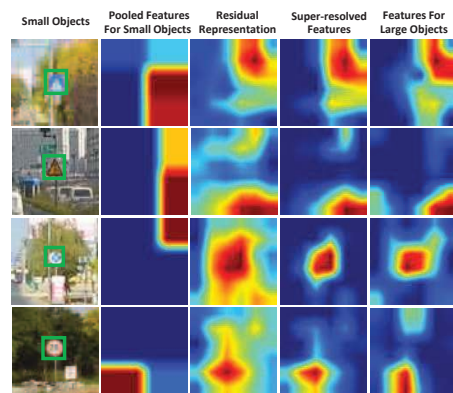 Small Objects
Pooled Features
For Small Objects
Residual
Representation
Super-resolved
Features
Features For
Large Objects